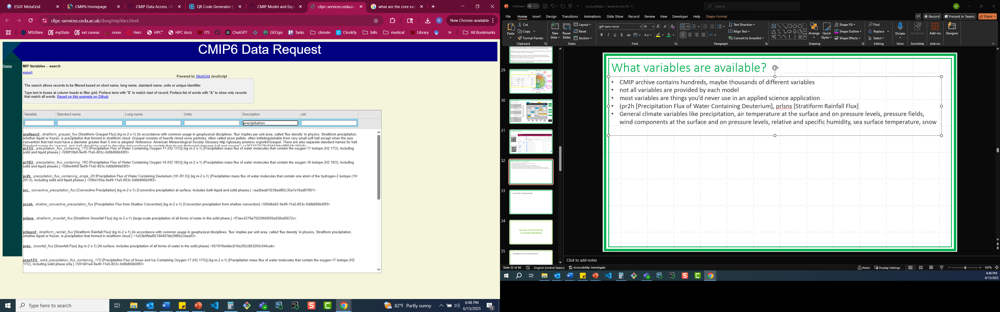 ESGF MetaGrid
CMIP6 Homepage
CMIP Data Access - C
QR Code Generator |
CMIP Model and Expe
clipc-services.ceda.ac.
what are the core vari
clipc-services.ceda.ac.uk/dreq/mipVars.html
K
New Chrome available
MSUhire
myState
ext canvas
orion
Herc
HPC²
HPC docs
ITS
ChatGPT
GEOgis
Tasks
climate
Clockify
bills
medical
Library
All Bookmarks
CMIP6 Data Request
Home
MIP Variables -- search
export
Powered bc SlickGrid JavaScript
The search allows records to be filtered based on short name, long name, standard name, units or unique identifier.
Type text in boxes at column heads to filter grid; Preface term with "$" to match start of record; Preface list of words with "&" to show only records
that match all words. Based on this example on Github.
Variable Standard name Long name Units Description uid
precipitation
grpllsprof , stratiform_graupel_flux [Stratiform Graupel Flux] (kg m-2 s-1) {In accordance with common usage in geophysical disciplines, 'flux' implies per unit area, called 'flux density' in physics. Stratiform precipitation,
whether liquid or frozen, is precipitation that formed in stratiform cloud. Graupel consists of heavily rimed snow particles, often called snow pellets; often indistinguishable from very small soft hail except when the size
convention that hail must have a diameter greater than 5 mm is adopted. Reference: American Meteorological Society Glossary http://glossary.ametsoc.org/wiki/Graupel. There are also separate standard names for hail.
pr17O , precipitation_flux_containing_17O [Precipitation Flux of Water Containing Oxygen-17 (H2 17O)] (kg m-2 s-1) {Precipitation mass flux of water molecules that contain the oxygen-17 isotope (H2 17O), including
solid and liquid phases.} <590f10b8-9e49-11e5-803c-0d0b866b59f3>
pr18O , precipitation_flux_containing_18O [Precipitation Flux of Water Containing Oxygen-18 (H2 18O)] (kg m-2 s-1) {Precipitation mass flux of water molecules that contain the oxygen-18 isotope (H2 18O), including
solid and liquid phases.} <590e4408-9e49-11e5-803c-0d0b866b59f3>
pr2h , precipitation_flux_containing_single_2H [Precipitation Flux of Water Containing Deuterium (1H 2H O)] (kg m-2 s-1) {Precipitation mass flux of water molecules that contain one atom of the hydrogen-2 isotope (1H
2H O), including solid and liquid phases.} <590e105a-9e49-11e5-803c-0d0b866b59f3>
prc , convective_precipitation_flux [Convective Precipitation] (kg m-2 s-1) {Convective precipitation at surface; includes both liquid and solid phases.} <aa2bea81f238ad8f2c35a7e16ad97801>
prcsh , shallow_convective_precipitation_flux [Precipitation Flux from Shallow Convection] (kg m-2 s-1) {Convection precipitation from shallow convection} <590d6e02-9e49-11e5-803c-0d0b866b59f3>
prlsns , stratiform_snowfall_flux [Stratiform Snowfall Flux] (kg m-2 s-1) {large-scale precipitation of all forms of water in the solid phase.} <f7aec4279a79220660f26a558ed5672c>
prlsprof , stratiform_rainfall_flux [Stratiform Rainfall Flux] (kg m-2 s-1) {In accordance with common usage in geophysical disciplines, 'flux' implies per unit area, called 'flux density' in physics. Stratiform precipitation,
whether liquid or frozen, is precipitation that formed in stratiform cloud.} <1e53b0fda8f2186407bb29f802c0aa93>
prsn , snowfall_flux [Snowfall Flux] (kg m-2 s-1) {At surface; includes precipitation of all forms of water in the solid phase} <051919eddec810e292c883205c944ceb>
prsn17O , solid_precipitation_flux_containing_17O [Precipitation Flux of Snow and Ice Containing Oxygen-17 (H2 17O)] (kg m-2 s-1) {Precipitation mass flux of water molecules that contain the oxygen-17 isotope (H2
17O), including solid phase only.} <591401a4-9e49-11e5-803c-0d0b866b59f3>
Type here to search
82°F Partly sunny
6:48 PM
6/13/2025
12
AutoSave Off
LectureSlides • Saved to this PC
Search
GK
File Home Insert Design Transitions Animations Slide Show Record Review View Developer Help Shape Format
Record Present in Teams Share
Paste Cut Copy Format Painter Clipboard
New Slide Reuse Slides Layout Reset Section Slides
gill-sans-nova 18 Font
Text Direction Align Text Convert to SmartArt Paragraph
Arrange Quick Styles Shape Fill Shape Outline Shape Effects Drawing
Find Replace Select Editing
Dictate Voice
Sensitivity Sensitivity
Add-ins Add-ins
Designer
29
30
31
32
33
Ensemble of Opportunity
34
Sources of Uncertainty
in Climate Modeling
35
Variability in the Climate System
What variables are available?
• CMIP archive contains hundreds, maybe thousands of different variables
• not all variables are provided by each model
• most variables are things you’d never use in an applied science application
• (pr2h [Precipitation Flux of Water Containing Deuterium], prlsns [Stratiform Rainfall Flux]
• General climate variables like precipitation, air temperature at the surface and on pressure levels, pressure fields,
wind components at the surface and on pressure levels, relative and specific humidity, sea surface temperature, snow
Click to add notes
Slide 32 of 60
English (United States)
Accessibility: Investigate
Notes
Display Settings
107%
6:48 PM
6/13/2025